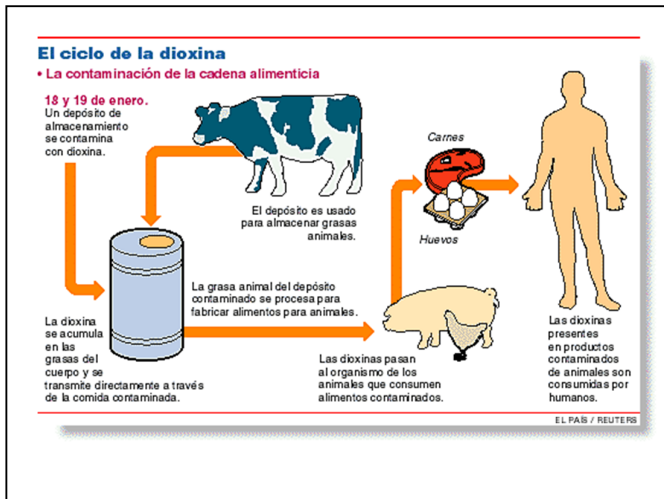 El ciclo de la dioxina
• La contaminación de la cadena alimenticia
18 y 19 de enero.
Un depósito de
almacenamiento
se contamina
con dioxina.
El depósito es usado
para almacenar grasas
animales.
Carnes
Huevos
La grasa animal del depósito
contaminado se procesa para
fabricar alimentos para animales.
La dioxina
se acumula
en las
grasas del
cuerpo y se
transmite directamente a través
de la comida contaminada.
Las dioxinas pasan
al organismo de los
animales que consumen
alimentos contaminados.
Las dioxinas
presentes
en productos
contaminados
de animales son
consumidas por
humanos.
EL PAÍS / REUTERS